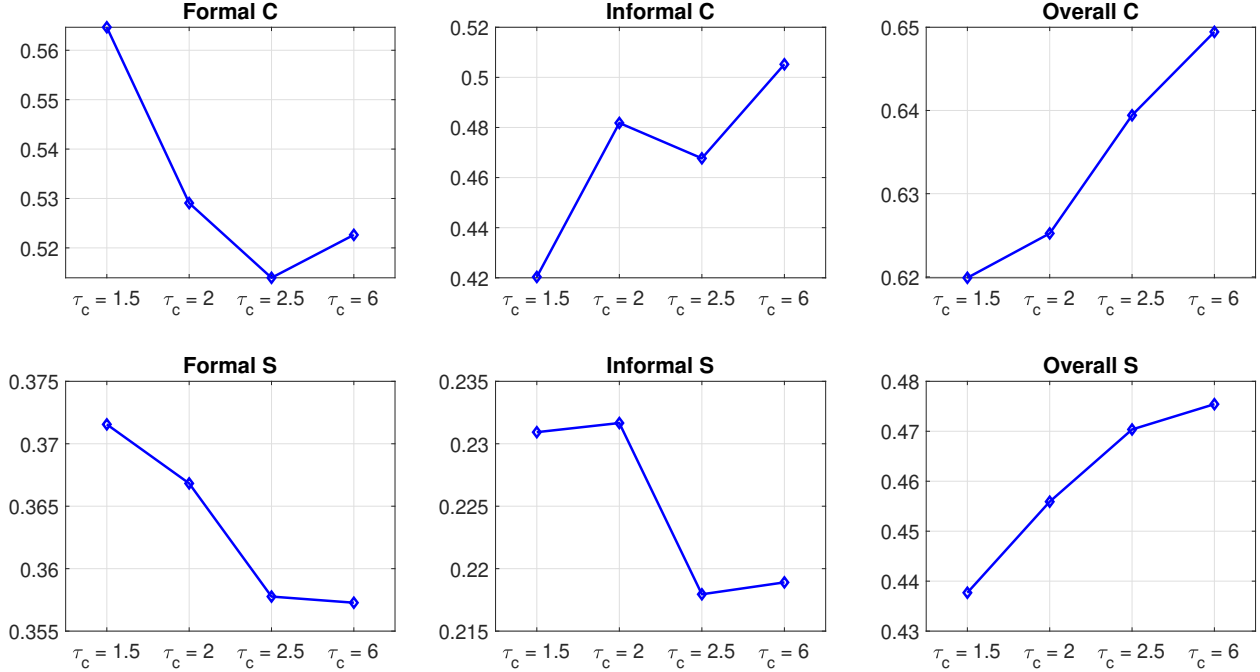 Formal C
0.56
0.55
0.54
0.53
0.52
τc = 1.5 τc = 2 τc = 2.5 τc = 6
Informal C
0.52
0.5
0.48
0.46
0.44
0.42
τc = 1.5 τc = 2 τc = 2.5 τc = 6
Overall C
0.65
0.64
0.63
0.62
τc = 1.5 τc = 2 τc = 2.5 τc = 6
Formal S
0.375
0.37
0.365
0.36
0.355
τc = 1.5 τc = 2 τc = 2.5 τc = 6
Informal S
0.235
0.23
0.225
0.22
0.215
τc = 1.5 τc = 2 τc = 2.5 τc = 6
Overall S
0.48
0.47
0.46
0.45
0.44
0.43
τc = 1.5 τc = 2 τc = 2.5 τc = 6